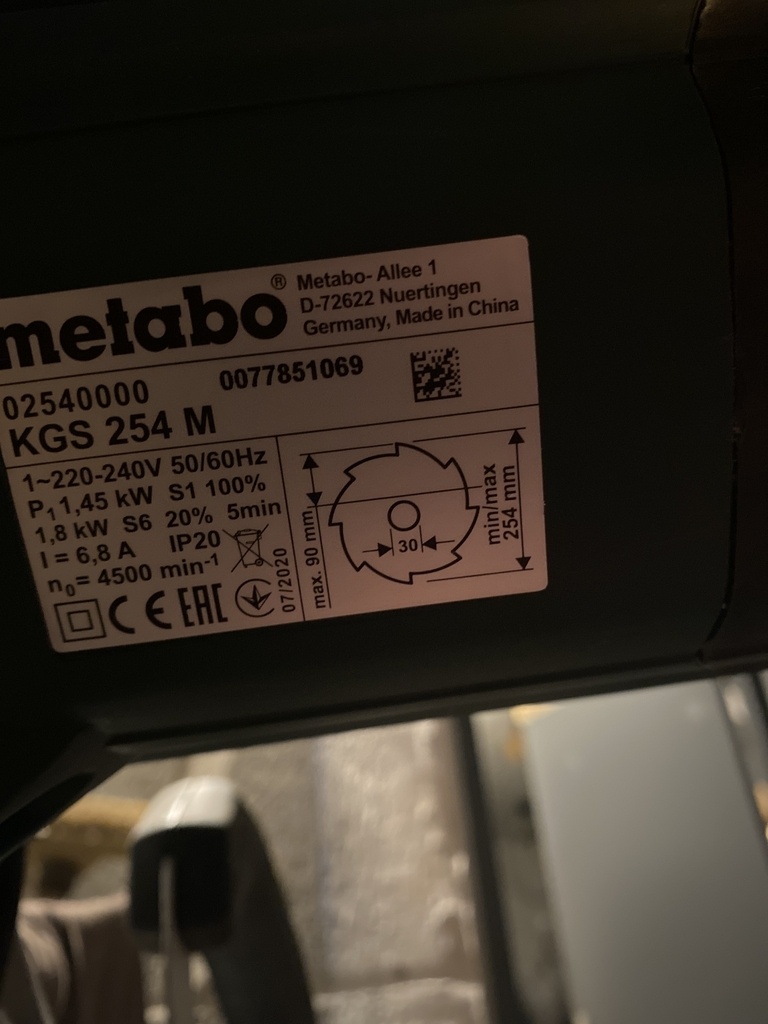 metabo®
Metabo- Allee 1
D-72622 Nuertingen
Germany, Made in China
02540000
0077851069
KGS 254 M
1~220-240V 50/60Hz
P₁ 1,45 kW S1 100%
1,8 kW S6 20% 5min
I = 6,8 A IP20
n₀= 4500 min⁻¹
CE EAC
07/2020
max. 90 mm
30
min/max
254 mm